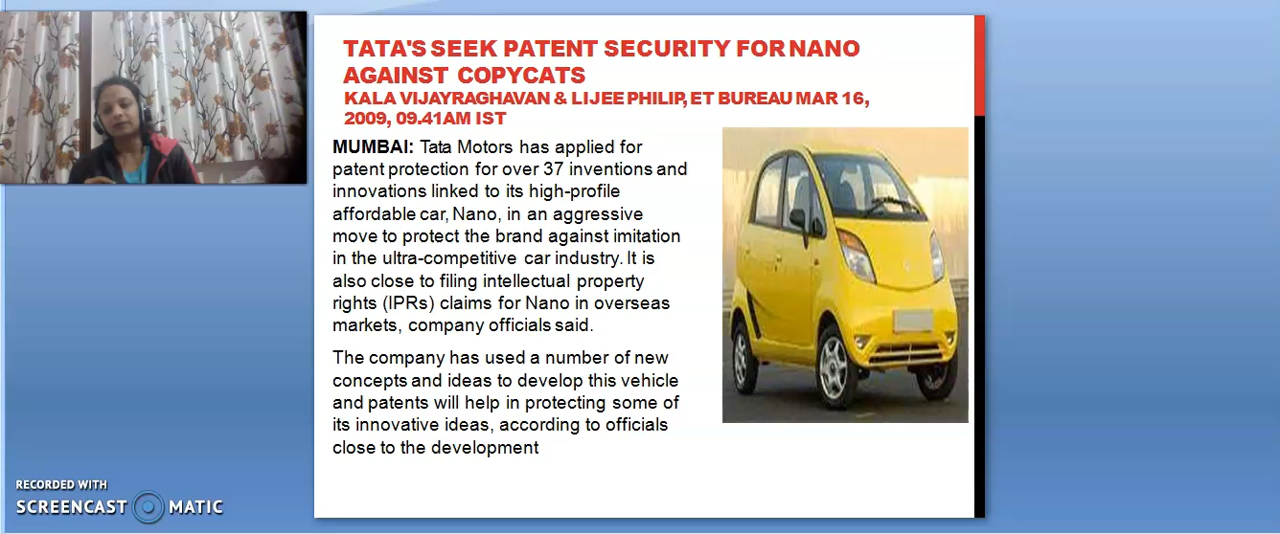 TATA'S SEEK PATENT SECURITY FOR NANO
AGAINST COPYCATS
KALA VIJAYRAGHAVAN & LIJEE PHILIP, ET BUREAU MAR 16,
2009, 09.41AM IST
MUMBAI: Tata Motors has applied for
patent protection for over 37 inventions and
innovations linked to its high-profile
affordable car, Nano, in an aggressive
move to protect the brand against imitation
in the ultra-competitive car industry. It is
also close to filing intellectual property
rights (IPRs) claims for Nano in overseas
markets, company officials said.
The company has used a number of new
concepts and ideas to develop this vehicle
and patents will help in protecting some of
its innovative ideas, according to officials
close to the development
RECORDED WITH
SCREENCAST MATIC